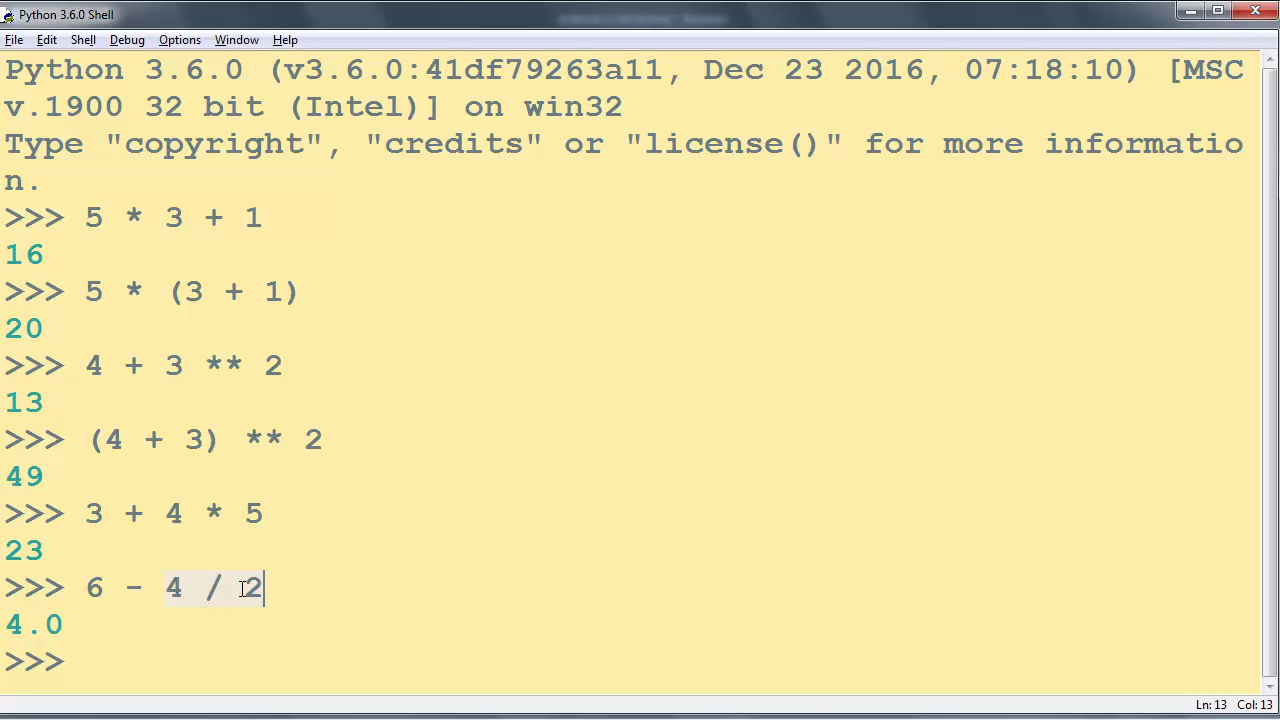 Python 3.6.0 Shell
File Edit Shell Debug Options Window Help
Python 3.6.0 (v3.6.0:41df79263a11, Dec 23 2016, 07:18:10) [MSC
v.1900 32 bit (Intel)] on win32
Type "copyright", "credits" or "license()" for more informatio
n.
>>> 5 * 3 + 1
16
>>> 5 * (3 + 1)
20
>>> 4 + 3 ** 2
13
>>> (4 + 3) ** 2
49
>>> 3 + 4 * 5
23
>>> 6 - 4 / 2
4.0
>>>
Ln: 13 Col: 13